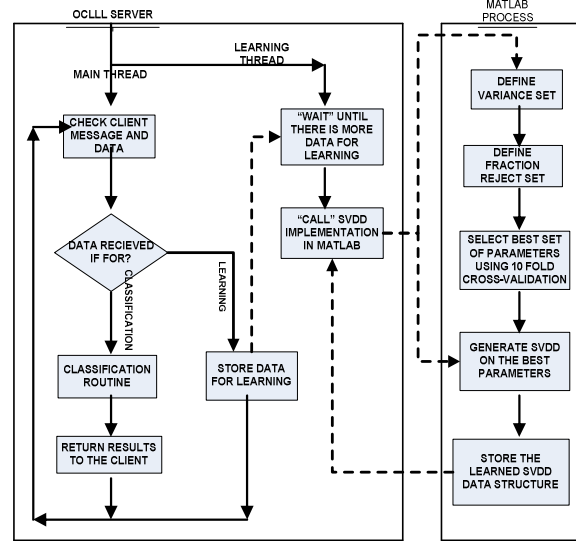 OCLLL SERVER
MATLAB
PROCESS
LEARNING
THREAD
MAIN THREAD
CHECK CLIENT
MESSAGE AND
DATA
"WAIT" UNTIL
THERE IS MORE
DATA FOR
LEARNING
DEFINE
VARIANCE SET
DEFINE
FRACTION
REJECT SET
"CALL" SVDD
IMPLEMENTATION
IN MATLAB
DATA RECIEVED
IF FOR?
SELECT BEST SET
OF PARAMETERS
USING 10 FOLD
CROSS-VALIDATION
CLASSIFICATION
LEARNING
CLASSIFICATION
ROUTINE
STORE DATA
FOR LEARNING
GENERATE SVDD
ON THE BEST
PARAMETERS
RETURN RESULTS
TO THE CLIENT
STORE THE
LEARNED SVDD
DATA STRUCTURE